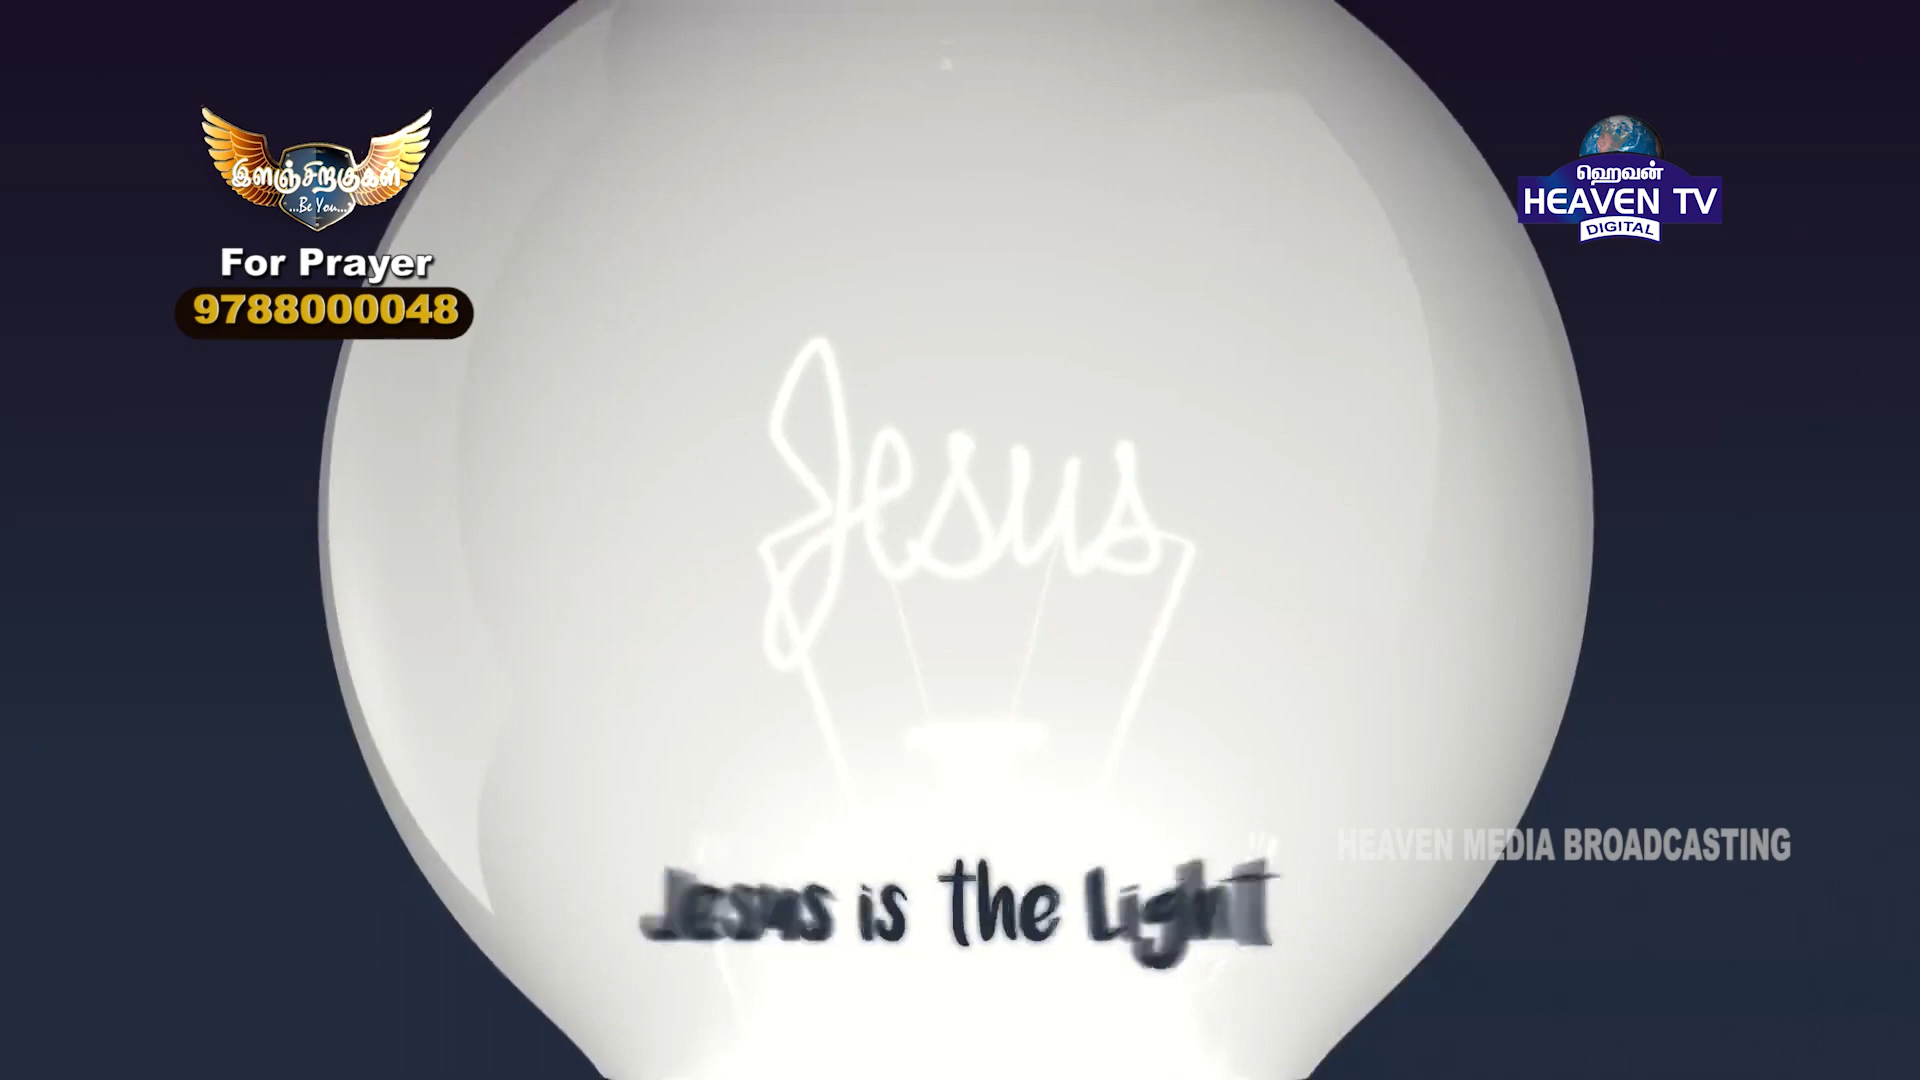 இளஞ்சிறகுகள்
...Be You...
For Prayer
9788000048
ஹெவன்
HEAVEN TV
DIGITAL
Jesus
HEAVEN MEDIA BROADCASTING
Jesus is the Light